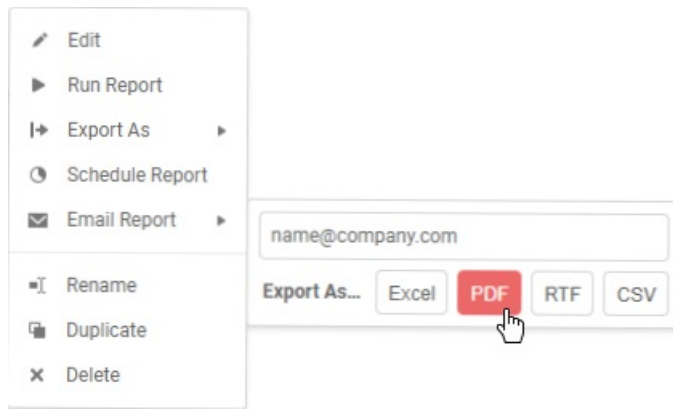 Edit
Run Report
Export As
Schedule Report
Email Report
name@company.com
Export As... Excel PDF RTF CSV
Rename
Duplicate
Delete